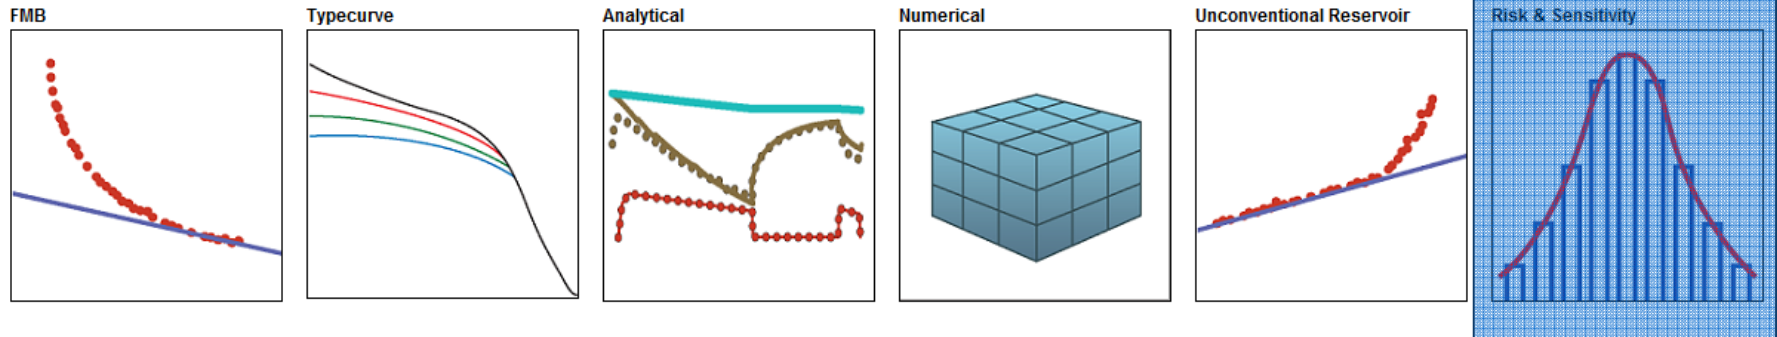 FMB
Typecurve
Analytical
Numerical
Unconventional Reservoir
Risk & Sensitivity